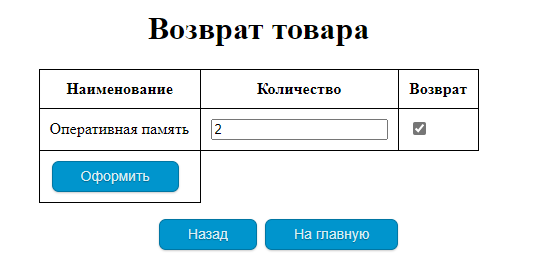 Возврат товара
Наименование Количество Возврат
Оперативная память 2
Оформить
Назад На главную